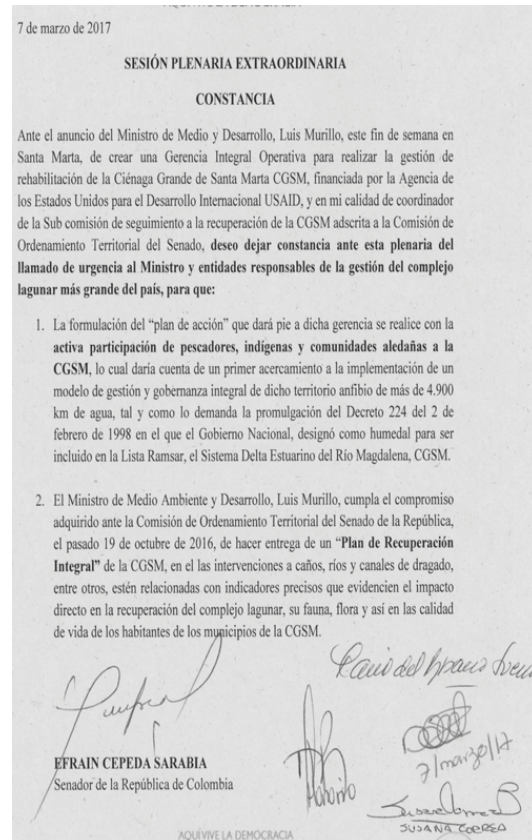 7 de marzo de 2017
SESIÓN PLENARIA EXTRAORDINARIA
CONSTANCIA
Ante el anuncio del Ministro de Medio y Desarrollo, Luis Murillo, este fin de semana en
Santa Marta, de crear una Gerencia Integral Operativa para realizar la gestión de
rehabilitación de la Ciénaga Grande de Santa Marta CGSM, financiada por la Agencia de
los Estados Unidos para el Desarrollo Internacional USAID, y en mi calidad de coordinador
de la Sub comisión de seguimiento a la recuperación de la CGSM adscrita a la Comisión de
Ordenamiento Territorial del Senado, deseo dejar constancia ante esta plenaria del
llamado de urgencia al Ministro y entidades responsables de la gestión del complejo
lagunar más grande del país, para que:
1. La formulación del “plan de acción” que dará pie a dicha gerencia se realice con la
activa participación de pescadores, indígenas y comunidades aledañas a la
CGSM, lo cual daría cuenta de un primer acercamiento a la implementación de un
modelo de gestión y gobernanza integral de dicho territorio anfibio de más de 4.900
km de agua, tal y como lo demanda la promulgación del Decreto 224 del 2 de
febrero de 1998 en el que el Gobierno Nacional, designó como humedal para ser
incluido en la Lista Ramsar, el Sistema Delta Estuarino del Río Magdalena, CGSM.
2. El Ministro de Medio Ambiente y Desarrollo, Luis Murillo, cumpla el compromiso
adquirido ante la Comisión de Ordenamiento Territorial del Senado de la República,
el pasado 19 de octubre de 2016, de hacer entrega de un “Plan de Recuperación
Integral” de la CGSM, en el las intervenciones a caños, ríos y canales de dragado,
entre otros, estén relacionadas con indicadores precisos que evidencien el impacto
directo en la recuperación del complejo lagunar, su fauna, flora y así en las calidad
de vida de los habitantes de los municipios de la CGSM.
7/marzo/17
EFRAIN CEPEDA SARABIA
Senador de la República de Colombia
SUSANA CORREA
AQUÍ VIVE LA DEMOCRACIA